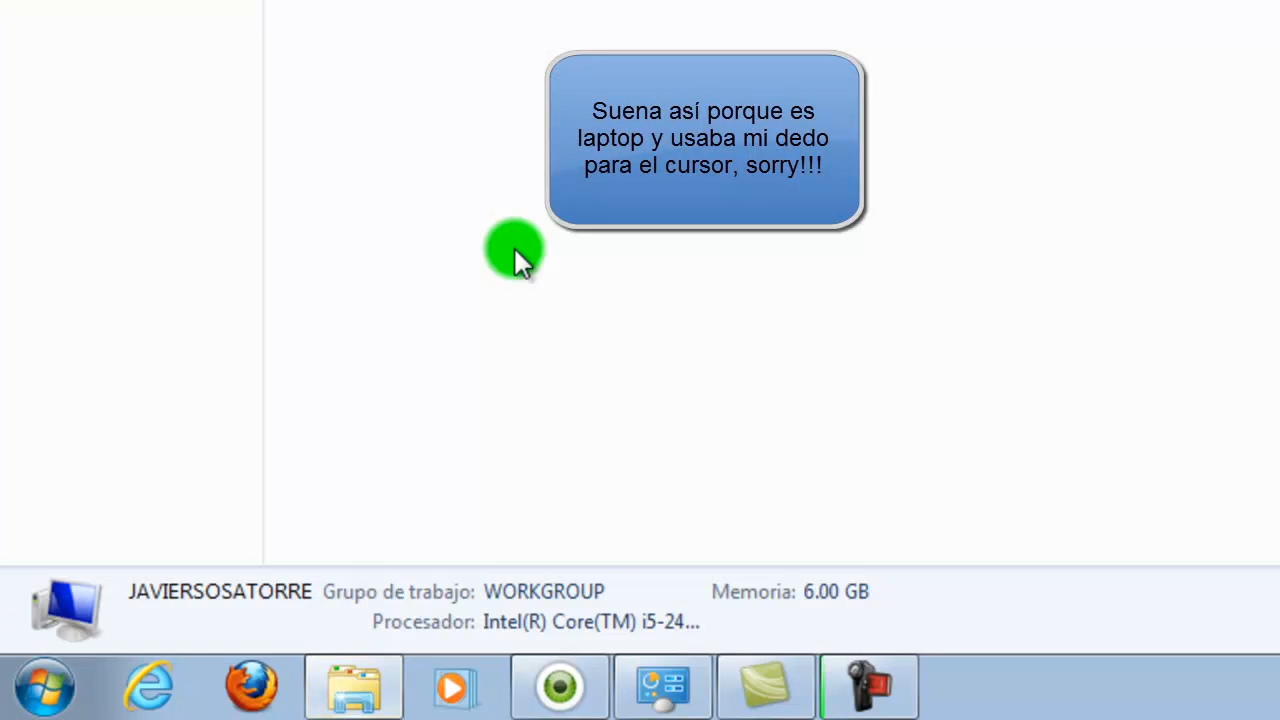 Suena así porque es
laptop y usaba mi dedo
para el cursor, sorry!!!
JAVIERSOSATORRE Grupo de trabajo: WORKGROUP Memoria: 6.00 GB
Procesador: Intel(R) Core(TM) i5-24...